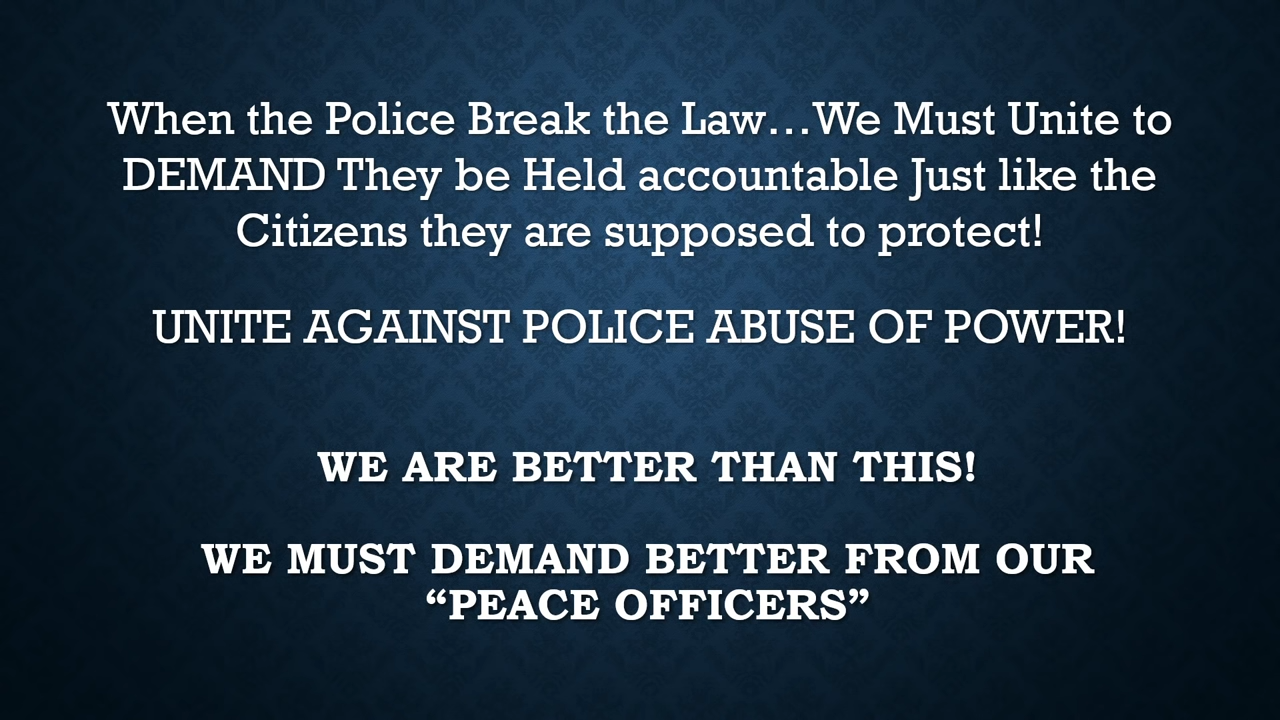 When the Police Break the Law…We Must Unite to
DEMAND They be Held accountable Just like the
Citizens they are supposed to protect!
UNITE AGAINST POLICE ABUSE OF POWER!
WE ARE BETTER THAN THIS!
WE MUST DEMAND BETTER FROM OUR
“PEACE OFFICERS”